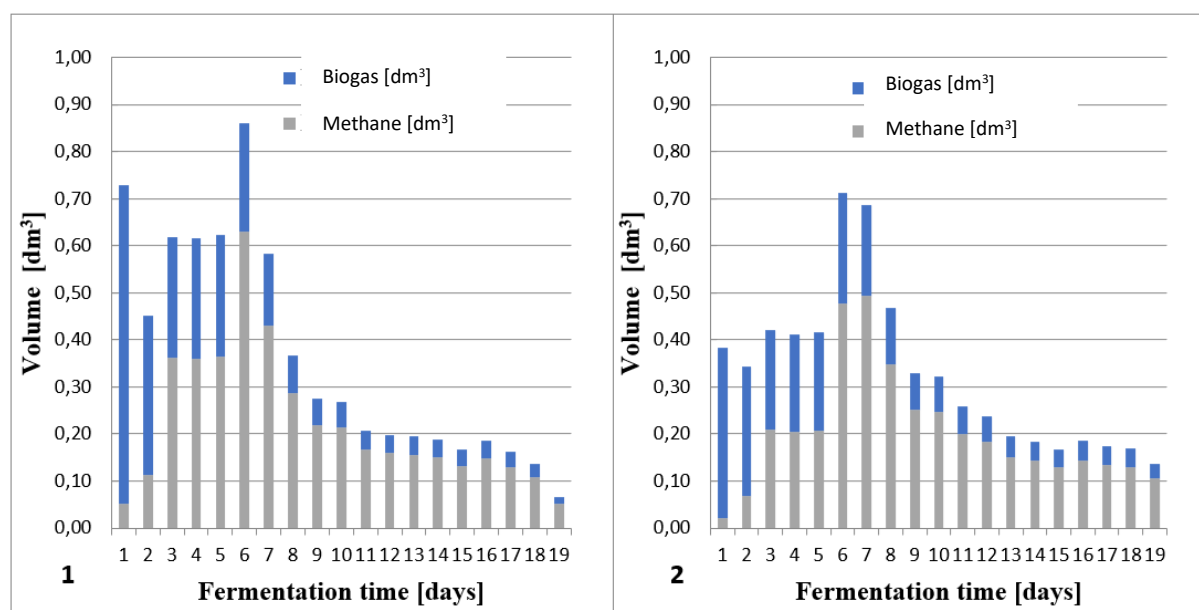 1,00
0,90
0,80
0,70
0,60
0,50
0,40
0,30
0,20
0,10
0,00
Volume [dm³]
Biogas [dm³]
Methane [dm³]
1 2 3 4 5 6 7 8 9 10 11 12 13 14 15 16 17 18 19
1
Fermentation time [days]
1,00
0,90
0,80
0,70
0,60
0,50
0,40
0,30
0,20
0,10
0,00
Volume [dm³]
Biogas [dm³]
Methane [dm³]
1 2 3 4 5 6 7 8 9 10 11 12 13 14 15 16 17 18 19
2
Fermentation time [days]